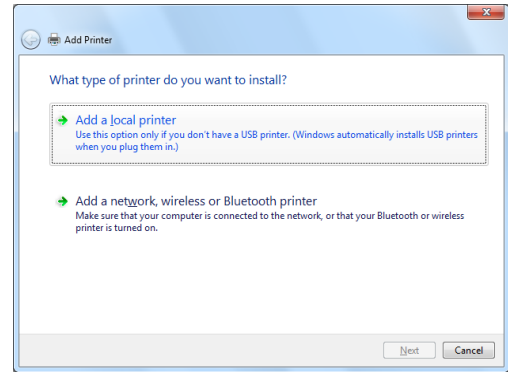 Add Printer
What type of printer do you want to install?
Add a local printer
Use this option only if you don't have a USB printer. (Windows automatically installs USB printers
when you plug them in.)
Add a network, wireless or Bluetooth printer
Make sure that your computer is connected to the network, or that your Bluetooth or wireless
printer is turned on.
Next Cancel